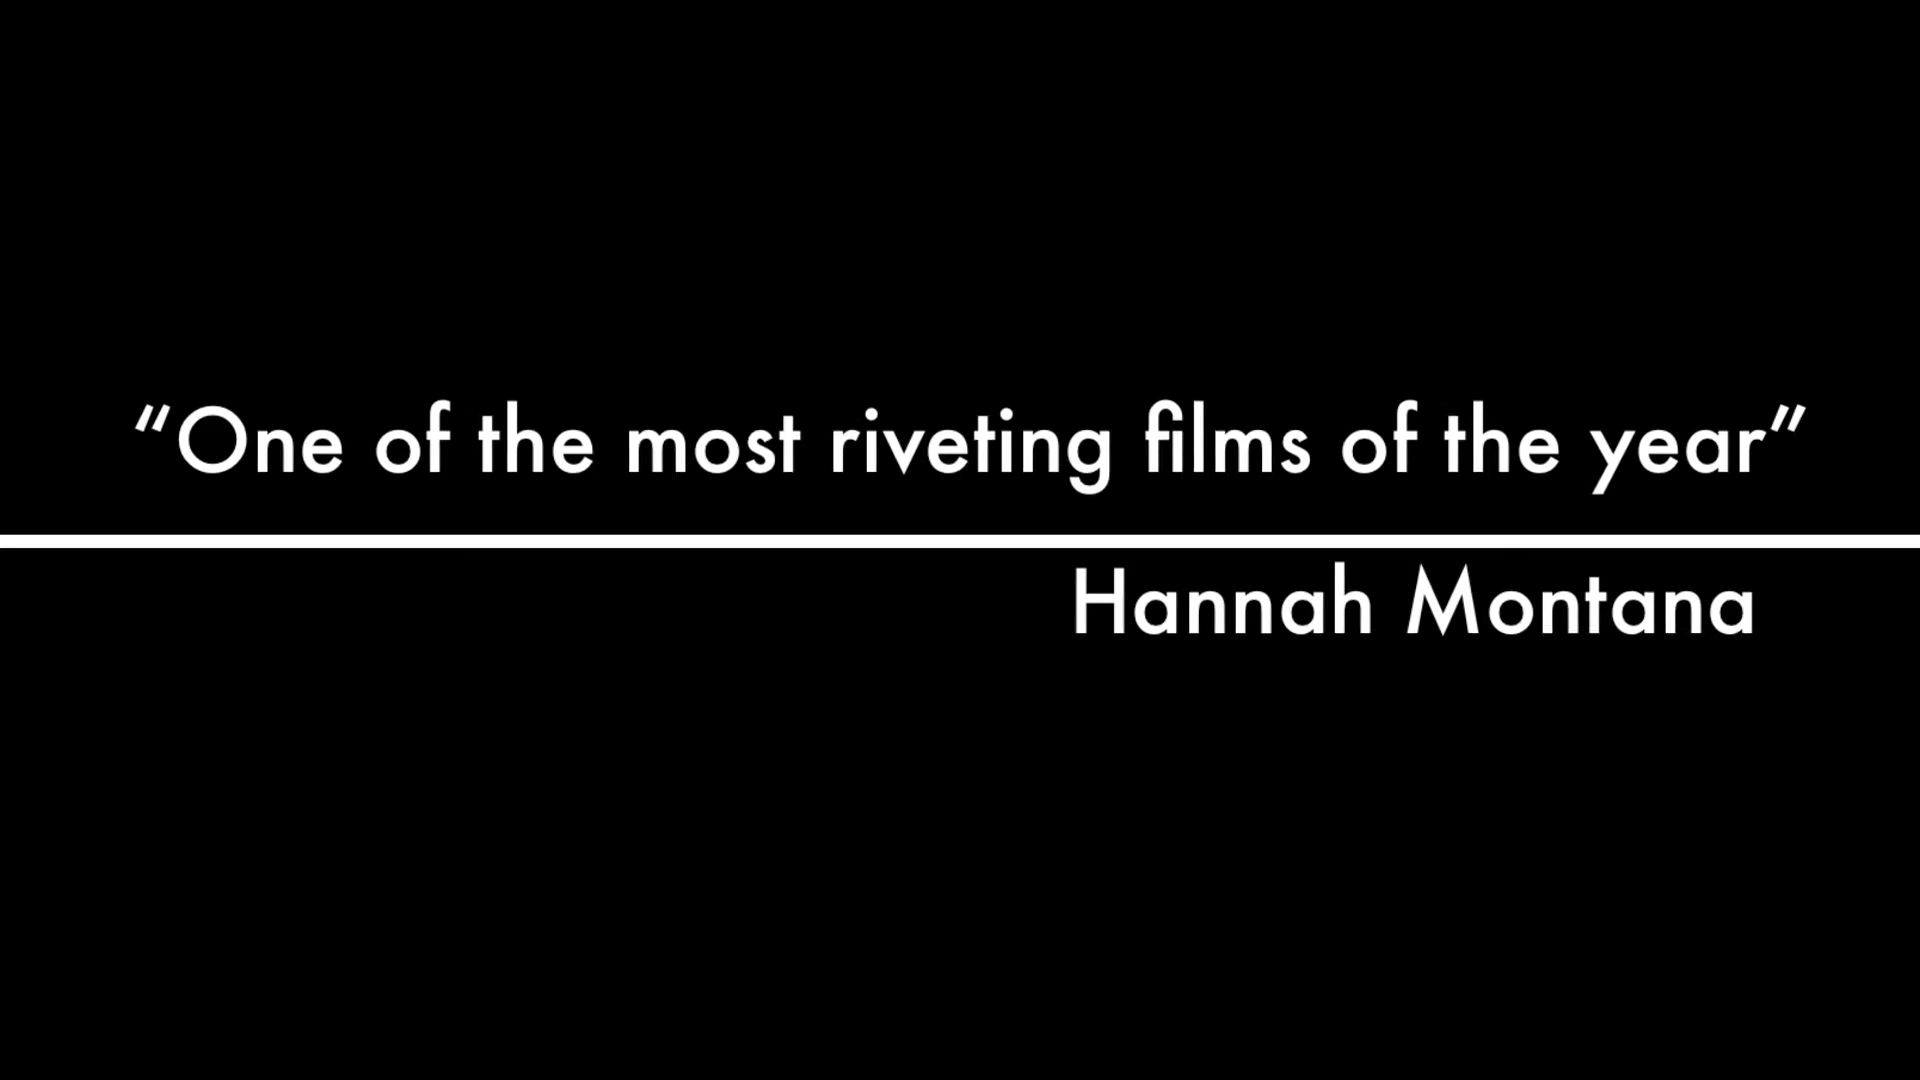 “One of the most riveting films of the year”
Hannah Montana